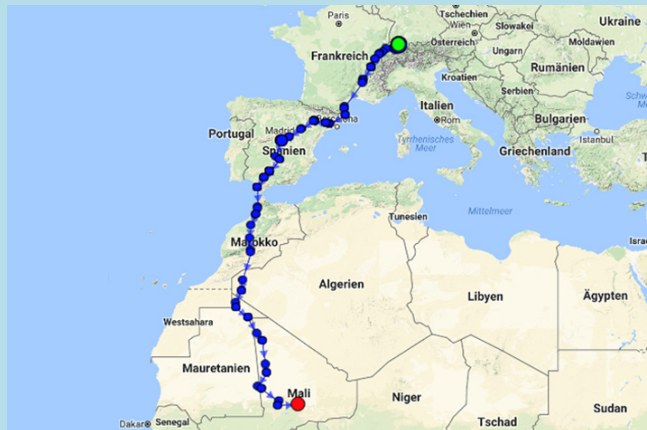 Paris
Tschechien
Wien
Slowakei
Ukraine
Frankreich
Österreich
Ungarn
Moldawien
Rumänien
Kroatien
Serbien
Italien
Rom
Bulgarien
Portugal
Madrid
Spanien
Tyrrhenisches
Meer
Istanbul
Griechenland
Tunesien
Mittelmeer
Marokko
Algerien
Libyen
Ägypten
Westsahara
Mauretanien
Mali
Niger
Tschad
Sudan
Dakar
Senegal